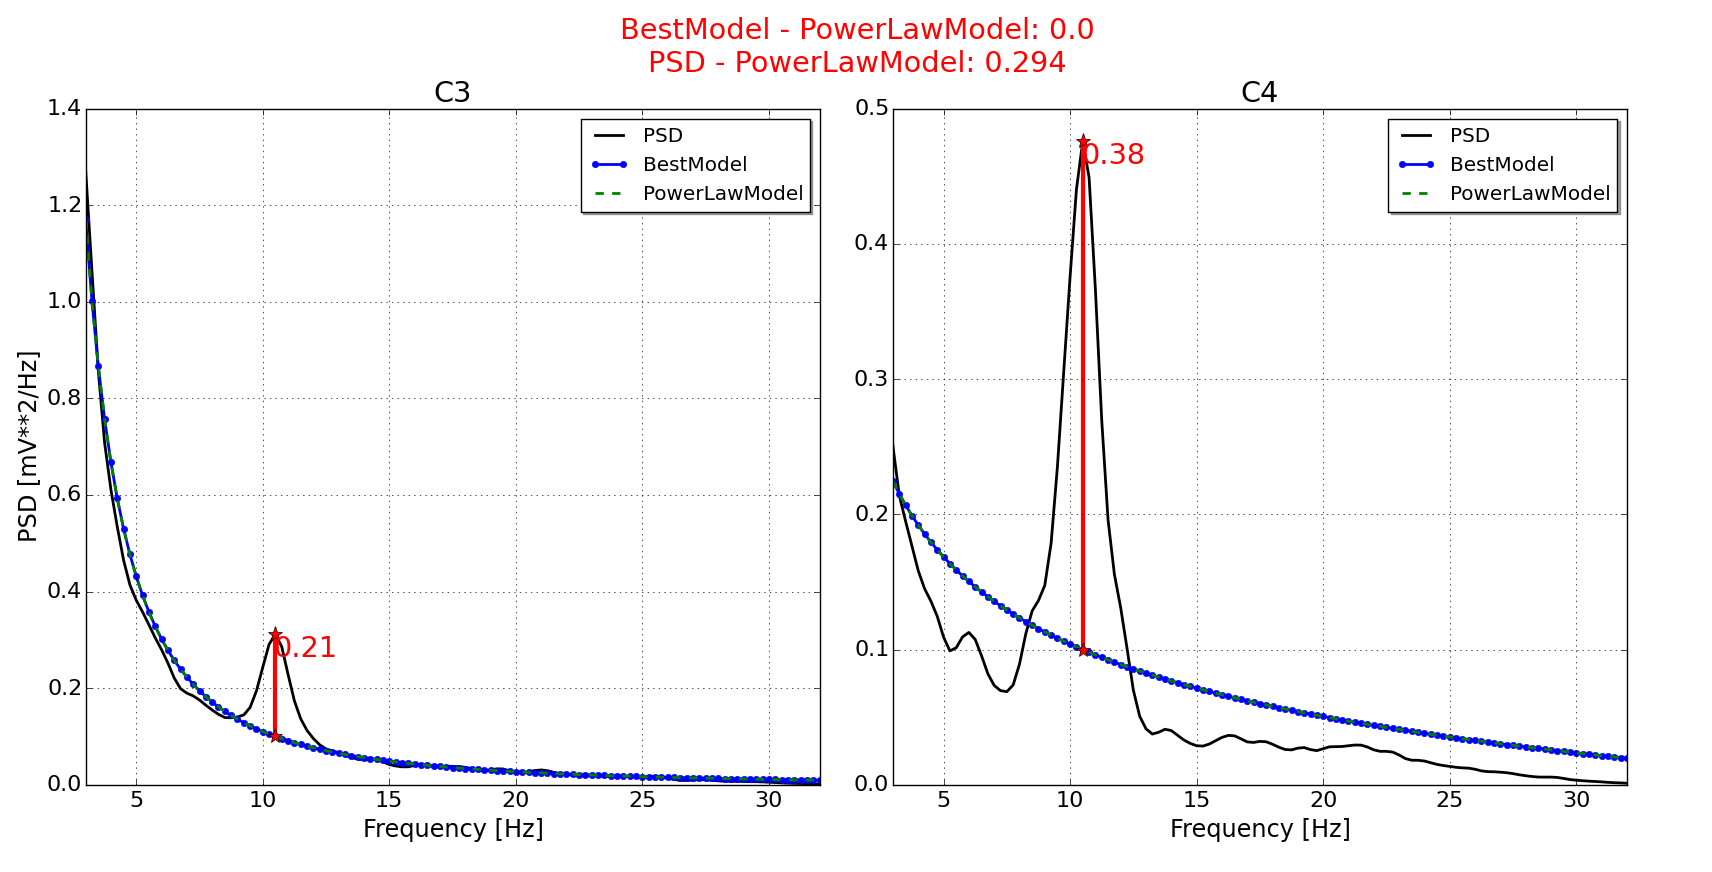 BestModel - PowerLawModel: 0.0
PSD - PowerLawModel: 0.294
C3
1.4
1.2
1.0
0.8
0.6
0.4
0.2
0.0
PSD [mV**2/Hz]
PSD
BestModel
PowerLawModel
0.21
5
10
15
20
25
30
Frequency [Hz]
C4
0.5
0.4
0.3
0.2
0.1
0.0
PSD
BestModel
PowerLawModel
0.38
5
10
15
20
25
30
Frequency [Hz]